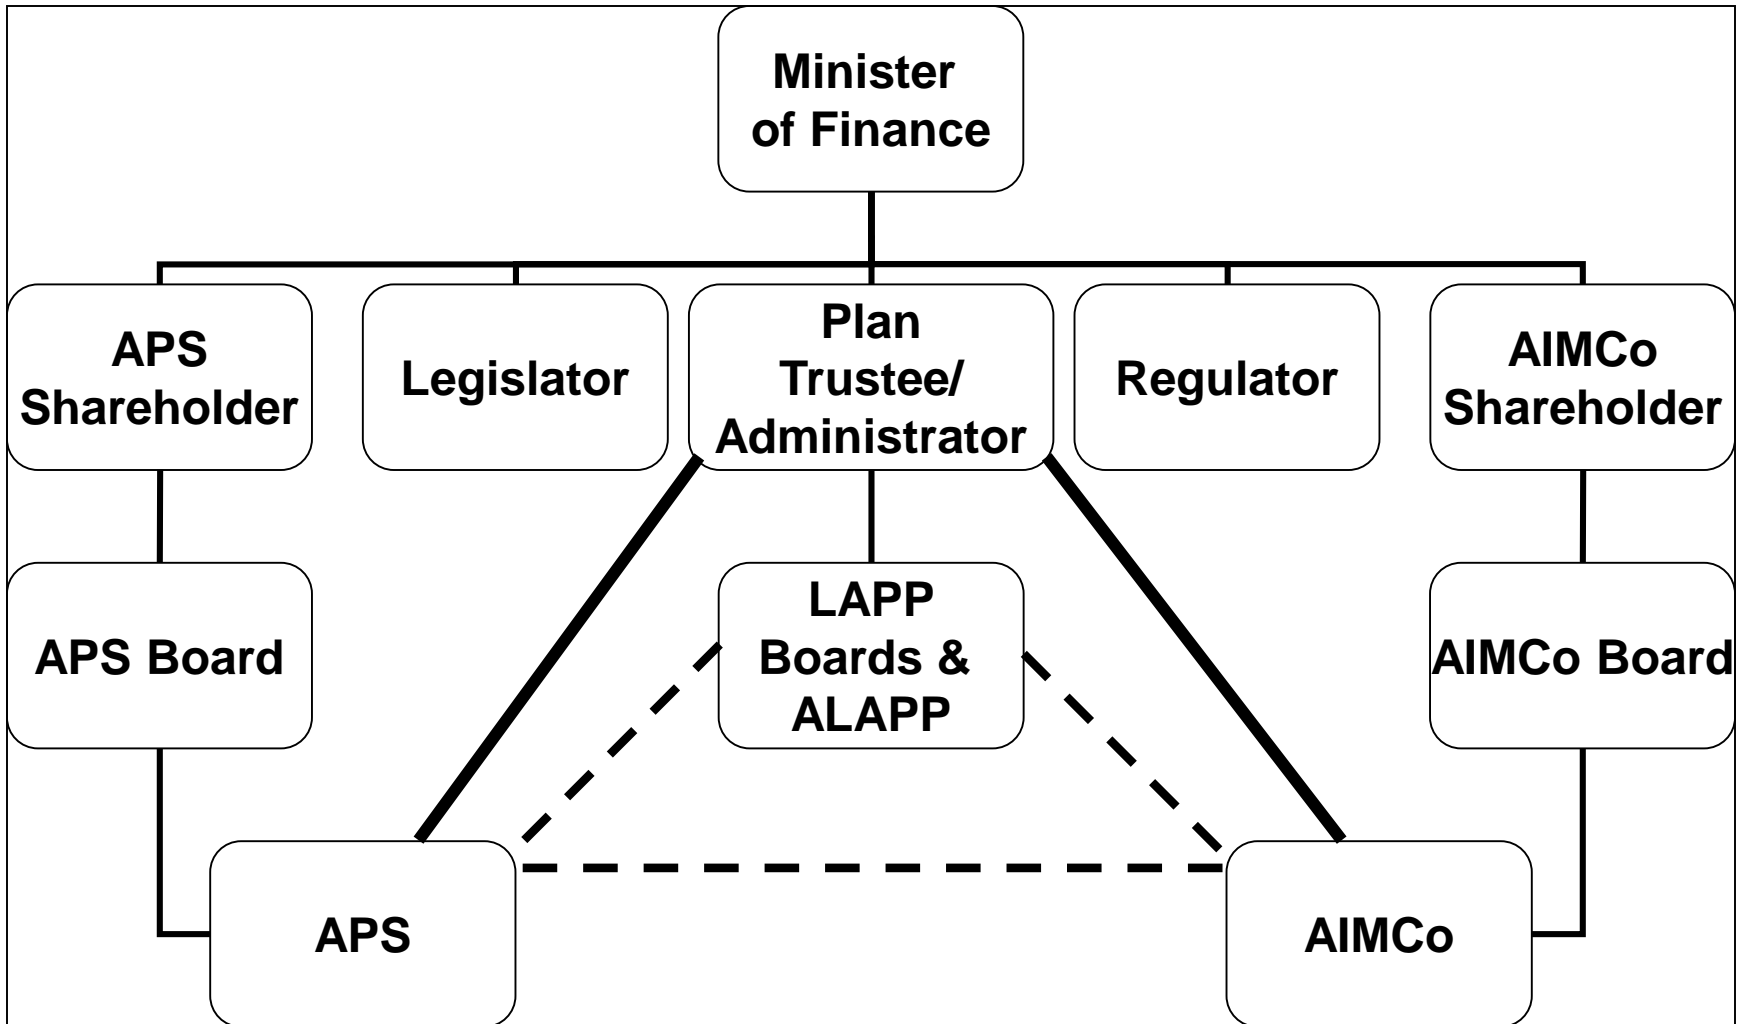 Minister
of Finance
APS
Shareholder
Legislator
Plan
Trustee/
Administrator
Regulator
AIMCo
Shareholder
APS Board
LAPP
Boards &
ALAPP
AIMCo Board
APS
AIMCo